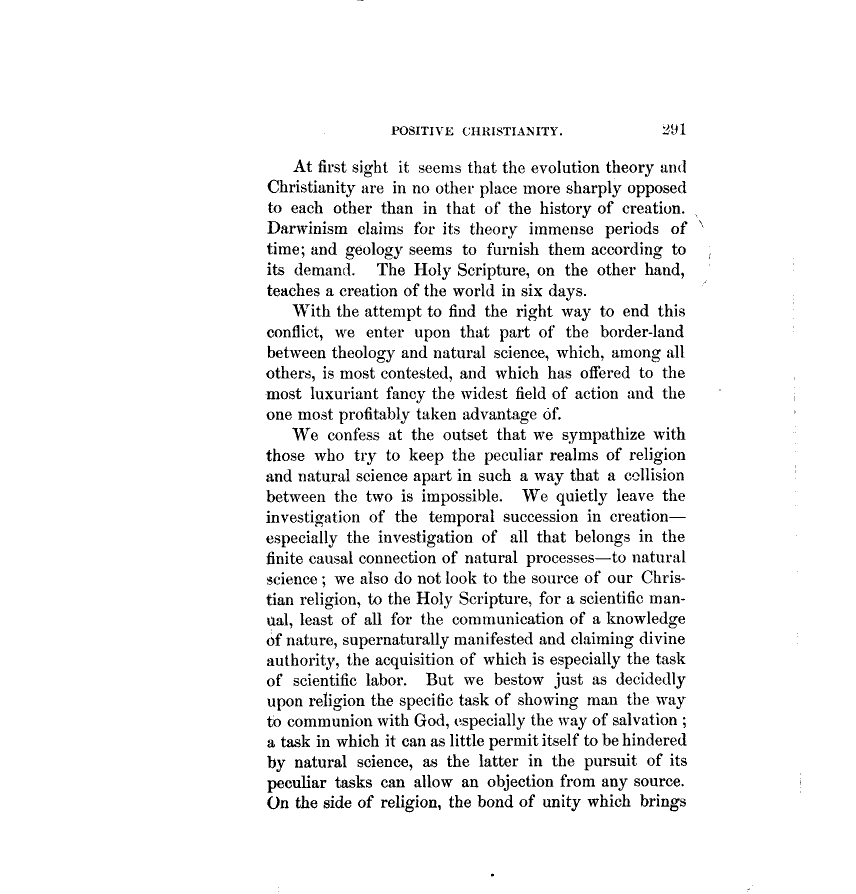 POSITIVE CHRISTIANITY. 291
At first sight it seems that the evolution theory and
Christianity are in no other place more sharply opposed
to each other than in that of the history of creation.
Darwinism claims for its theory immense periods of
time; and geology seems to furnish them according to
its demand. The Holy Scripture, on the other hand,
teaches a creation of the world in six days.
With the attempt to find the right way to end this
conflict, we enter upon that part of the border-land
between theology and natural science, which, among all
others, is most contested, and which has offered to the
most luxuriant fancy the widest field of action and the
one most profitably taken advantage of.
We confess at the outset that we sympathize with
those who try to keep the peculiar realms of religion
and natural science apart in such a way that a collision
between the two is impossible. We quietly leave the
investigation of the temporal succession in creation—
especially the investigation of all that belongs in the
finite causal connection of natural processes—to natural
science; we also do not look to the source of our Chris-
tian religion, to the Holy Scripture, for a scientific man-
ual, least of all for the communication of a knowledge
of nature, supernaturally manifested and claiming divine
authority, the acquisition of which is especially the task
of scientific labor. But we bestow just as decidedly
upon religion the specific task of showing man the way
to communion with God, especially the way of salvation;
a task in which it can as little permit itself to be hindered
by natural science, as the latter in the pursuit of its
peculiar tasks can allow an objection from any source.
On the side of religion, the bond of unity which brings